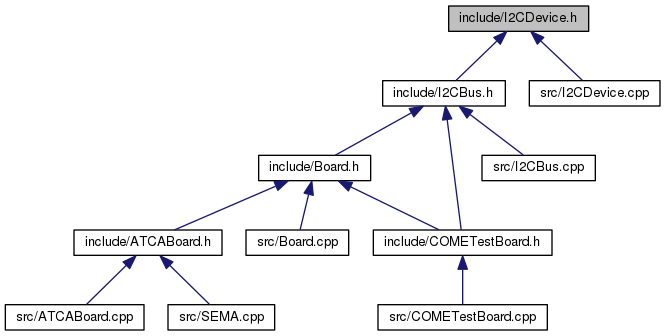 include/I2CDevice.h
include/I2CBus.h
src/I2CDevice.cpp
include/Board.h
src/I2CBus.cpp
include/ATCABoard.h
src/Board.cpp
include/COMETestBoard.h
src/ATCABoard.cpp
src/SEMA.cpp
src/COMETestBoard.cpp